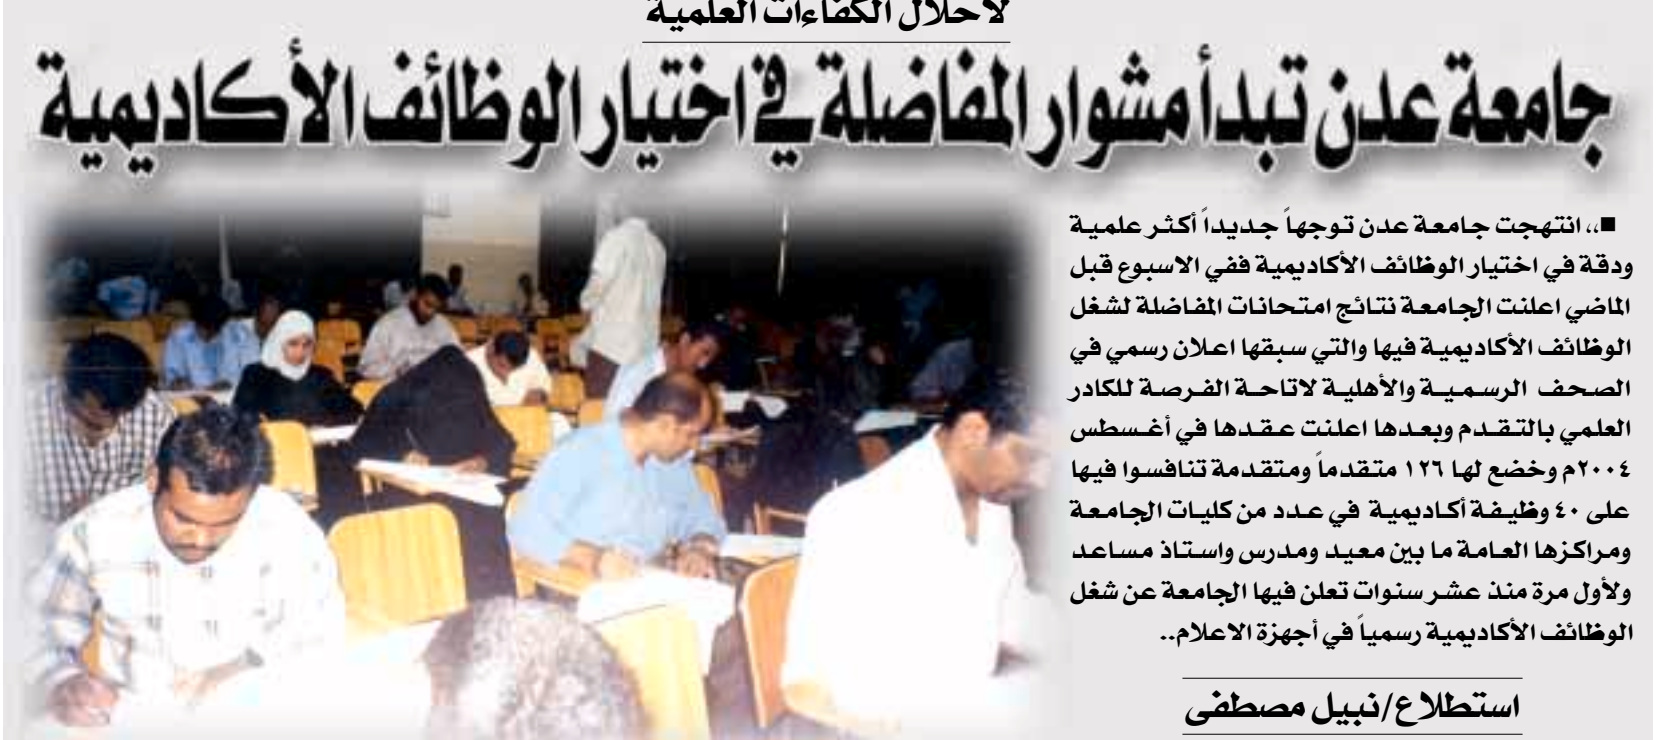 لاحلال الكفاءات العلمية
جامعة عدن تبدأ مشوار المفاضلة في اختيار الوظائف الأكاديمية
■،، انتهجت جامعة عدن توجهاً جديداً أكثر علمية
ودقة في اختيار الوظائف الأكاديمية ففي الاسبوع قبل
الماضي اعلنت الجامعة نتائج امتحانات المفاضلة لشغل
الوظائف الأكاديمية فيها والتي سبقها اعلان رسمي في
الصحف الرسمية والأهلية لاتاحة الفرصة للكادر
العلمي بالتقدم وبعدها اعلنت عقدها في أغسطس
٢٠٠٤م وخضع لها ١٢٦ متقدماً ومتقدمة تنافسوا فيها
على ٤٠ وظيفة أكاديمية في عدد من كليات الجامعة
ومراكزها العامة ما بين معيد ومدرس واستاذ مساعد
ولأول مرة منذ عشر سنوات تعلن فيها الجامعة عن شغل
الوظائف الأكاديمية رسمياً في أجهزة الاعلام..
استطلاع/نبيل مصطفى